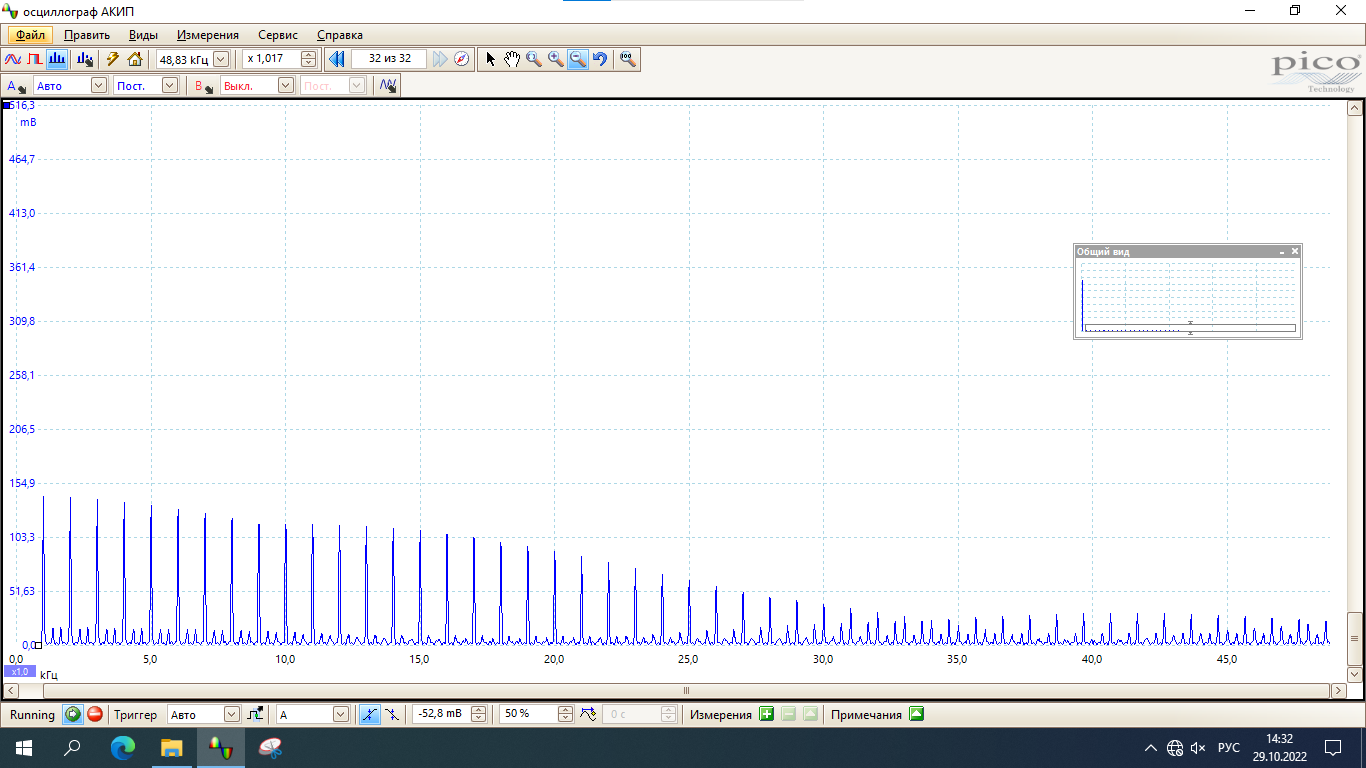 осциллограф АКИП
Файл Править Виды Измерения Сервис Справка
48,83 кГц x 1,017 32 из 32
pico
Technology
A Авто Пост. B Выкл. Пост.
516,3
mB
464,7
413,0
361,4
309,8
258,1
206,5
154,9
103,3
51,63
0,0
Общий вид
0,0 5,0 10,0 15,0 20,0 25,0 30,0 35,0 40,0 45,0
x1,0 кГц
Running Триггер Авто A -52,8 mB 50 % 0 с Измерения Примечания
14:32
РУС
29.10.2022